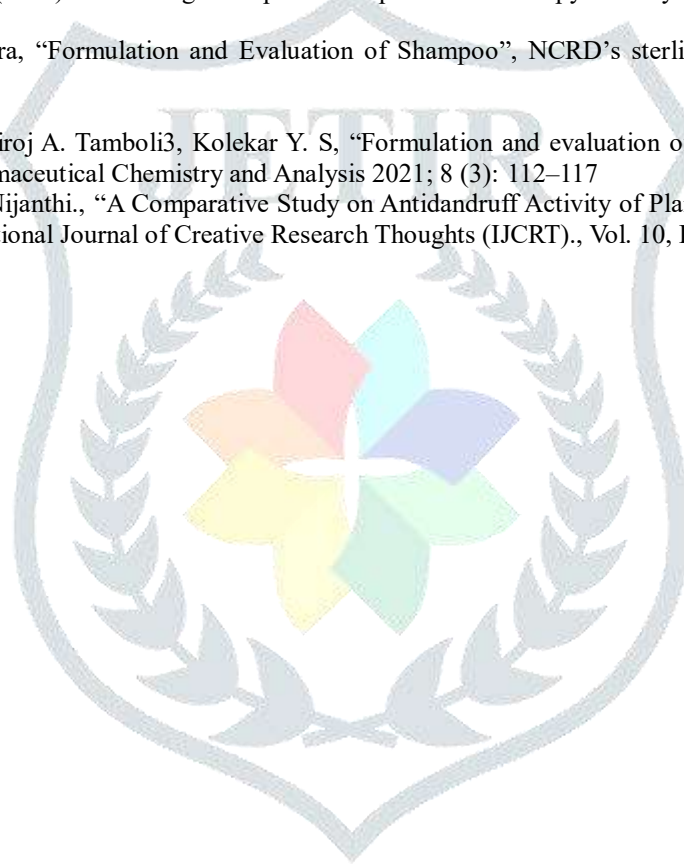 ra, “Formulation and Evaluation of Shampoo”, NCRD’s sterli
JETIR
iroj A. Tamboli3, Kolekar Y. S, “Formulation and evaluation o
maceutical Chemistry and Analysis 2021; 8 (3): 112–117
Nijanthi., “A Comparative Study on Antidandruff Activity of Pla
tional Journal of Creative Research Thoughts (IJCRT)., Vol. 10, I